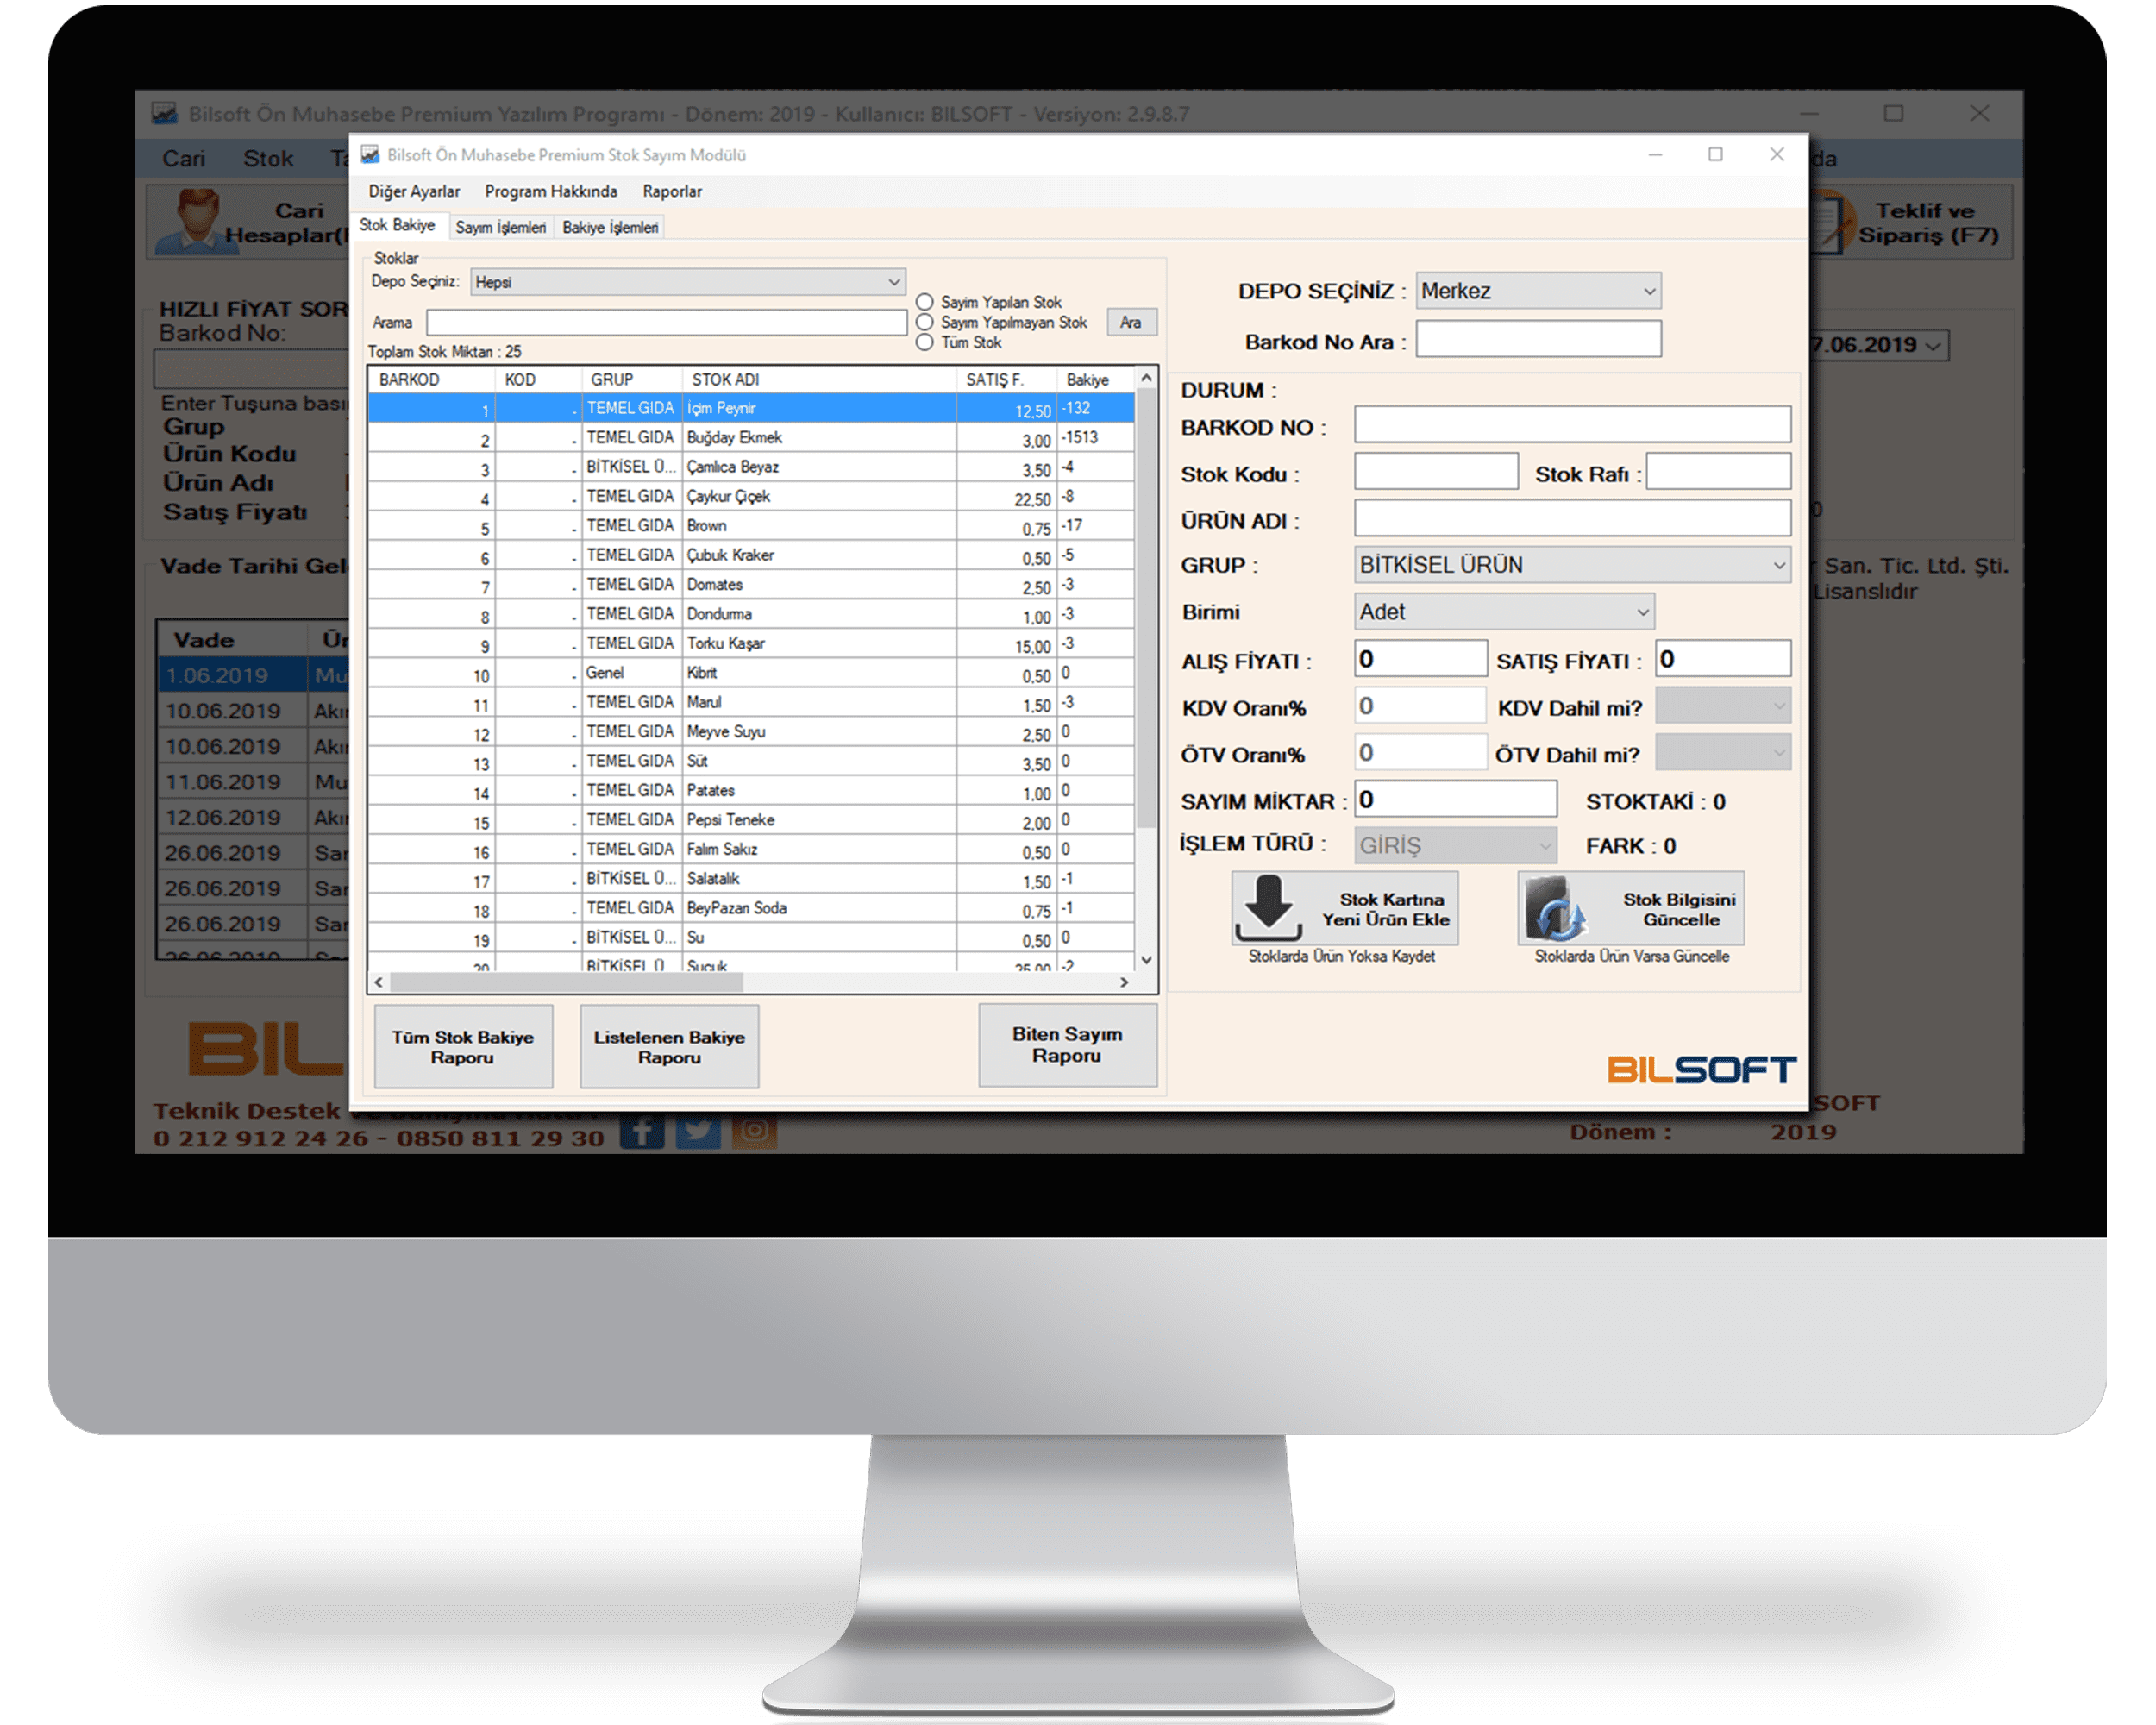 Bilsoft Ön Muhasebe Premium Yazılım Programı - Dönem: 2019 - Kullanıcı: BILSOFT - Versiyon: 2.9.8.7
Cari Stok
Cari
Hesaplar
Teklif ve
Sipariş (F7)
HIZLI FİYAT
Barkod No:
Enter Tuşuna
Grup
Ürün Kodu
Ürün Adı
Satış Fiyatı
.06.2019
Vade Tarihi
San. Tic. Ltd. Şti.
Lisanslıdır
Vade
1.06.2019
10.06.2019
10.06.2019
11.06.2019
12.06.2019
26.06.2019
26.06.2019
26.06.2019
26.06.2019
BIL
Teknik Destek
0 212 912 24 26 - 0850 811 29 30
SOFT
Dönem : 2019
Bilsoft Ön Muhasebe Premium Stok Sayım Modülü
Diğer Ayarlar Program Hakkında Raporlar
Stok Bakiye Sayım İşlemleri Bakiye İşlemleri
Stoklar
Depo Seçiniz: Hepsi
Sayim Yapılan Stok
Arama Sayım Yapılmayan Stok Ara
Tüm Stok
Toplam Stok Miktarı : 25
BARKOD KOD GRUP STOK ADI SATIŞ F. Bakiye
1 . TEMEL GIDA İçim Peynir 12,50 -132
2 . TEMEL GIDA Buğday Ekmek 3,00 -1513
3 . BİTKİSEL Ü... Çamlıca Beyaz 3,50 -4
4 . TEMEL GIDA Çaykur Çiçek 22,50 -8
5 . TEMEL GIDA Brown 0,75 -17
6 . TEMEL GIDA Çubuk Kraker 0,50 -5
7 . TEMEL GIDA Domates 2,50 -3
8 . TEMEL GIDA Dondurma 1,00 -3
9 . TEMEL GIDA Torku Kaşar 15,00 -3
10 . Genel Kibrit 0,50 0
11 . TEMEL GIDA Marul 1,50 -3
12 . TEMEL GIDA Meyve Suyu 2,50 0
13 . TEMEL GIDA Süt 3,50 0
14 . TEMEL GIDA Patates 1,00 0
15 . TEMEL GIDA Pepsi Teneke 2,00 0
16 . TEMEL GIDA Falım Sakız 0,50 0
17 . BİTKİSEL Ü... Salatalık 1,50 -1
18 . TEMEL GIDA BeyPazarı Soda 0,75 -1
19 . BİTKİSEL Ü... Su 0,50 0
20 BİTKİSEL Ü Sucuk 25,00 -2
Tüm Stok Bakiye
Raporu
Listelenen Bakiye
Raporu
Biten Sayım
Raporu
DEPO SEÇİNİZ : Merkez
Barkod No Ara :
DURUM :
BARKOD NO :
Stok Kodu : Stok Rafı :
ÜRÜN ADI :
GRUP : BİTKİSEL ÜRÜN
Birimi Adet
ALIŞ FİYATI : 0 SATIŞ FİYATI : 0
KDV Oranı% 0 KDV Dahil mi?
ÖTV Oranı% 0 ÖTV Dahil mi?
SAYIM MİKTAR : 0 STOKTAKİ : 0
İŞLEM TÜRÜ : GİRİŞ FARK : 0
Stok Kartına
Yeni Ürün Ekle
Stok Bilgisini
Güncelle
Stoklarda Ürün Yoksa Kaydet
Stoklarda Ürün Varsa Güncelle
BILSOFT